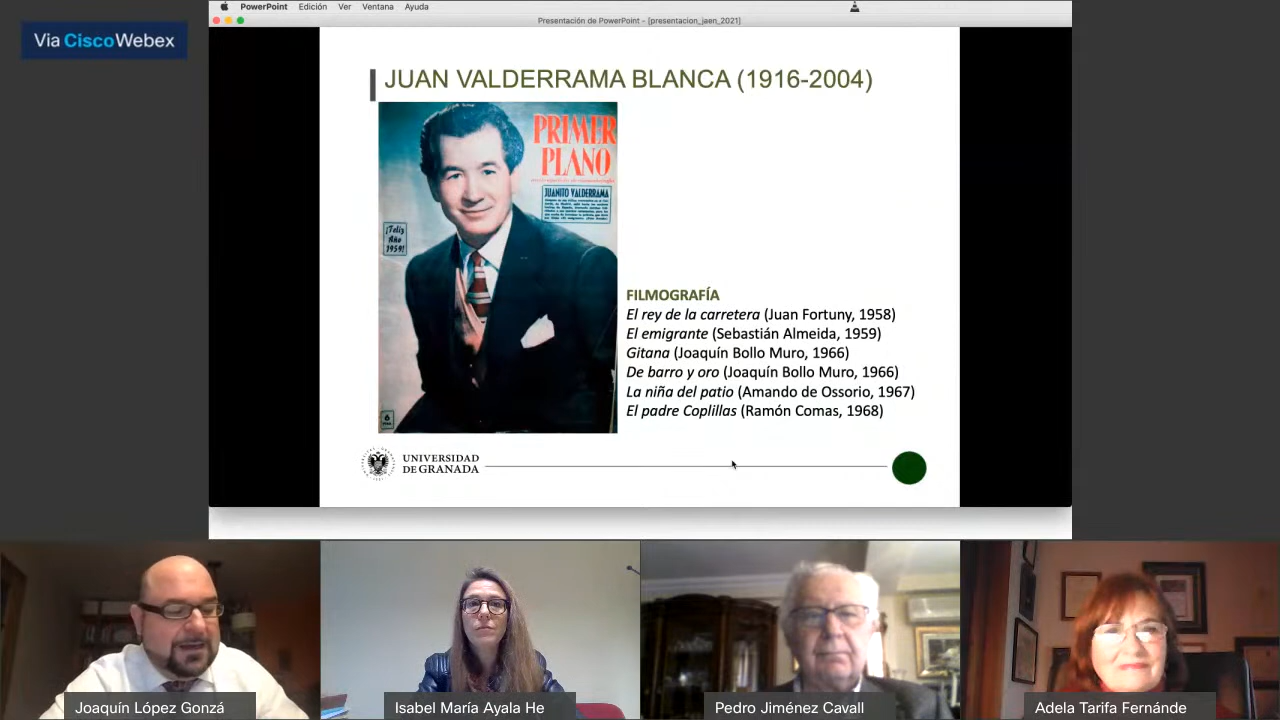 PowerPoint Edición Ver Ventana Ayuda
Presentación de PowerPoint - [presentacion_jaen_2021]
Via CiscoWebex
JUAN VALDERRAMA BLANCA (1916-2004)
PRIMER
PLANO
JUANITO VALDERRAMA
¡Feliz
Año
1959!
6
FILMOGRAFÍA
El rey de la carretera (Juan Fortuny, 1958)
El emigrante (Sebastián Almeida, 1959)
Gitana (Joaquín Bollo Muro, 1966)
De barro y oro (Joaquín Bollo Muro, 1966)
La niña del patio (Amando de Ossorio, 1967)
El padre Coplillas (Ramón Comas, 1968)
UNIVERSIDAD
DE GRANADA
Joaquín López Gonzá
Isabel María Ayala He
Pedro Jiménez Cavall
Adela Tarifa Fernánde